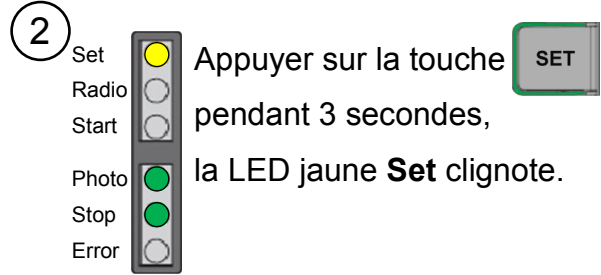 2
Set
Radio
Start
Photo
Stop
Error
Appuyer sur la touche SET
pendant 3 secondes,
la LED jaune Set clignote.